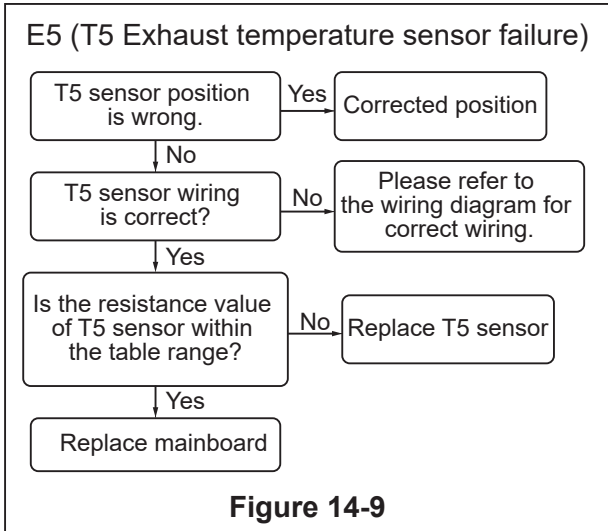 E5 (T5 Exhaust temperature sensor failure)
T5 sensor position
is wrong.
Yes
Corrected position
No
T5 sensor wiring
is correct?
No
Please refer to
the wiring diagram for
correct wiring.
Yes
Is the resistance value
of T5 sensor within
the table range?
No
Replace T5 sensor
Yes
Replace mainboard
Figure 14-9